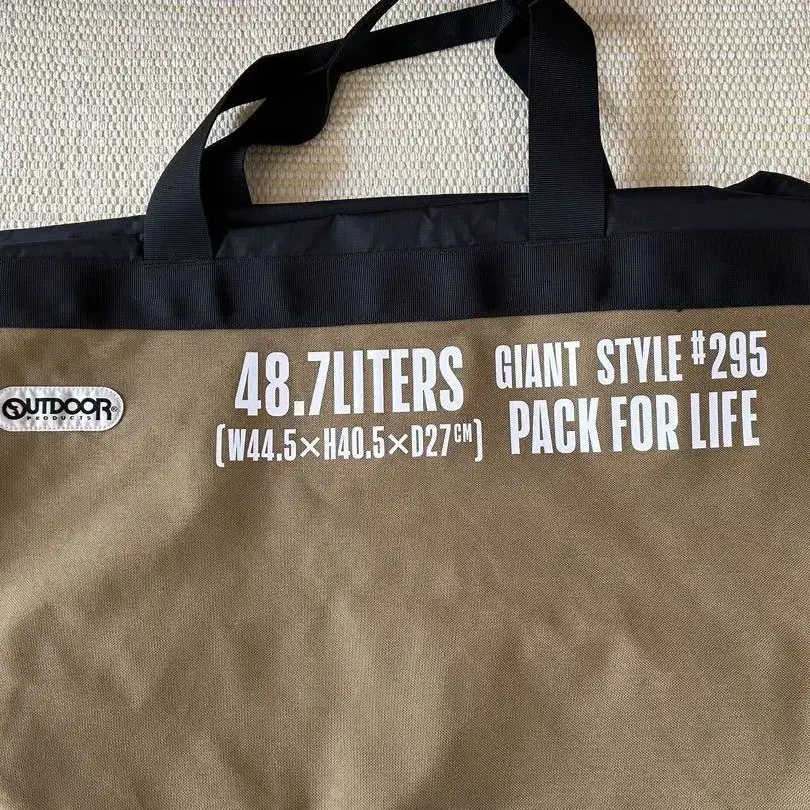 48.7LITERS
(W44.5×H40.5×D27CM)
GIANT STYLE #295
PACK FOR LIFE
OUTDOOR®
PRODUCTS